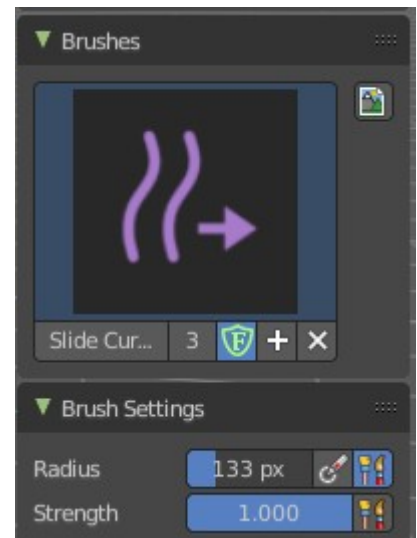 Brushes
Slide Cur... 3 F
Brush Settings
Radius 133 px
Strength 1.000